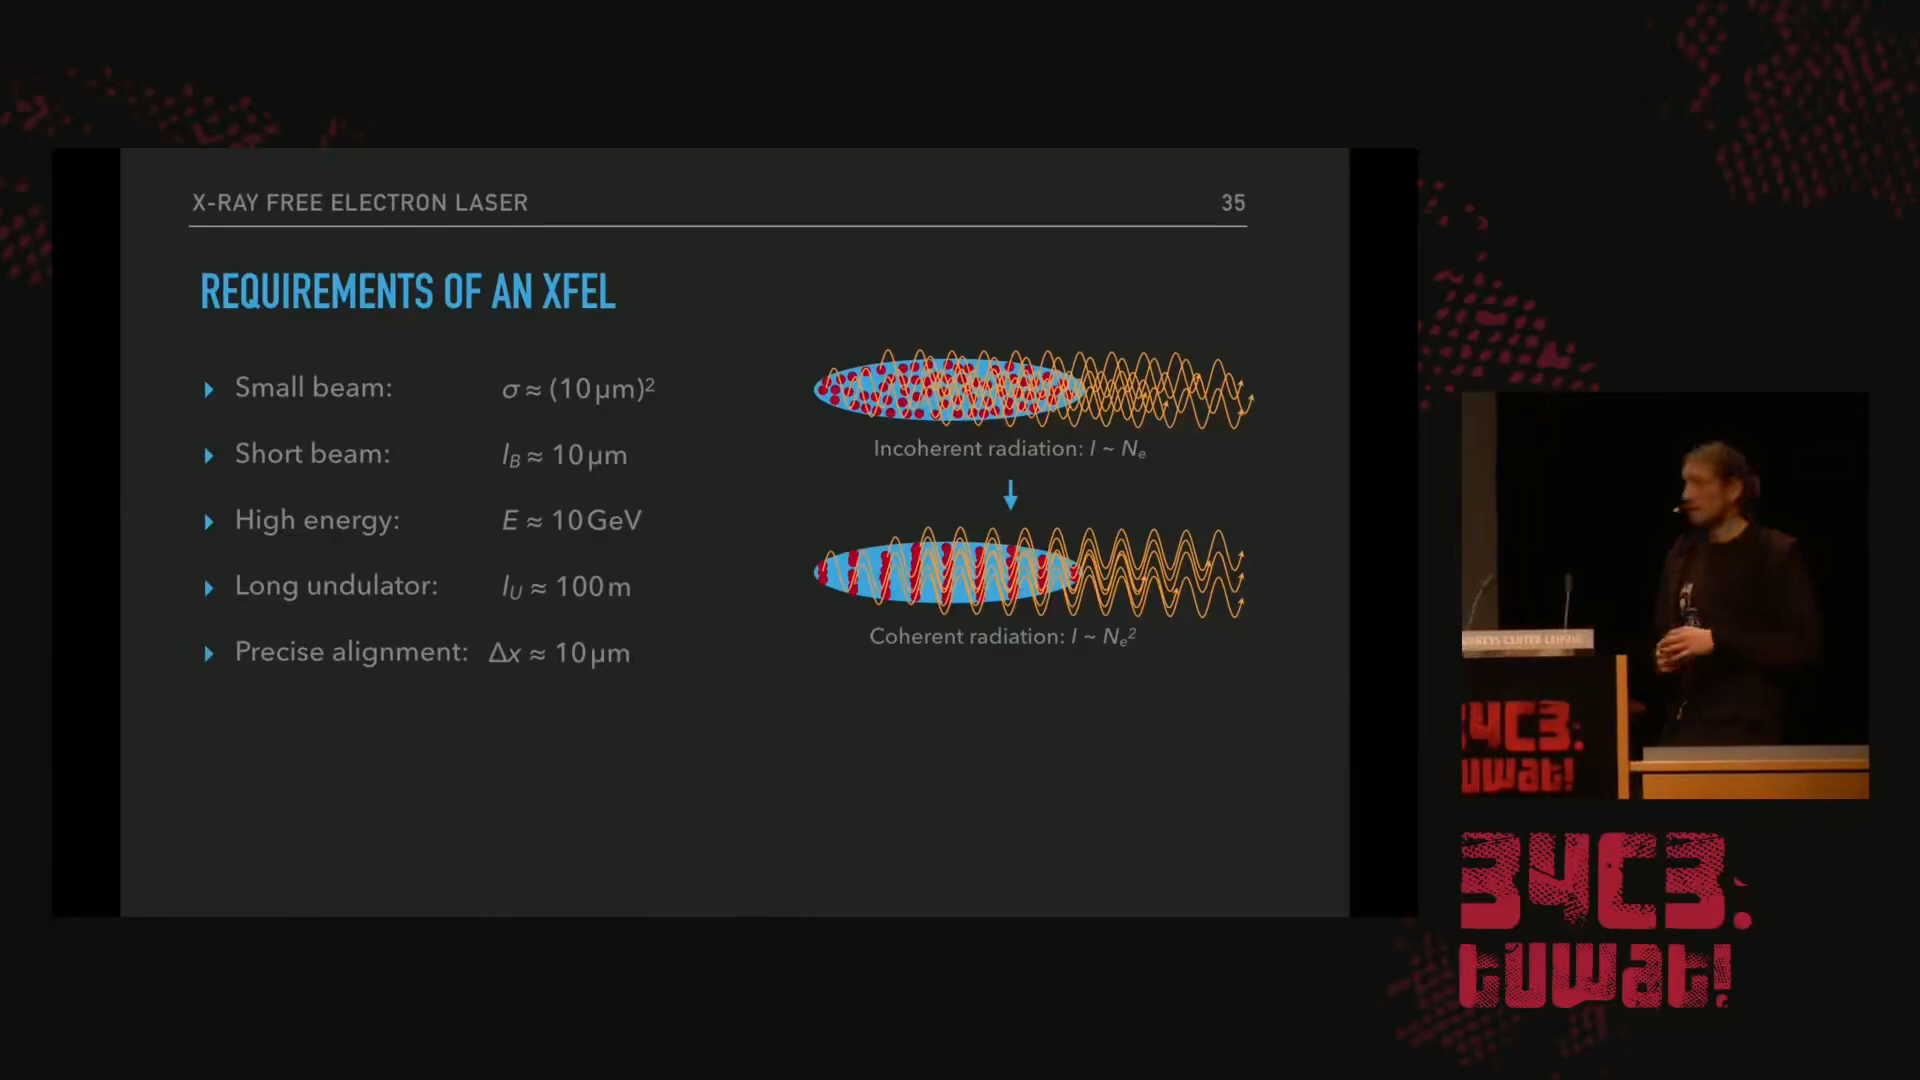 X-RAY FREE ELECTRON LASER
35
REQUIREMENTS OF AN XFEL
Small beam: σ ≈ (10 µm)²
Short beam: l_B ≈ 10 µm
High energy: E ≈ 10 GeV
Long undulator: l_U ≈ 100 m
Precise alignment: Δx ≈ 10 µm
Incoherent radiation: I ~ N_e
Coherent radiation: I ~ N_e²
CENTER LEIPZIG
34C3:
tuwat!
34C3.
tuwat!